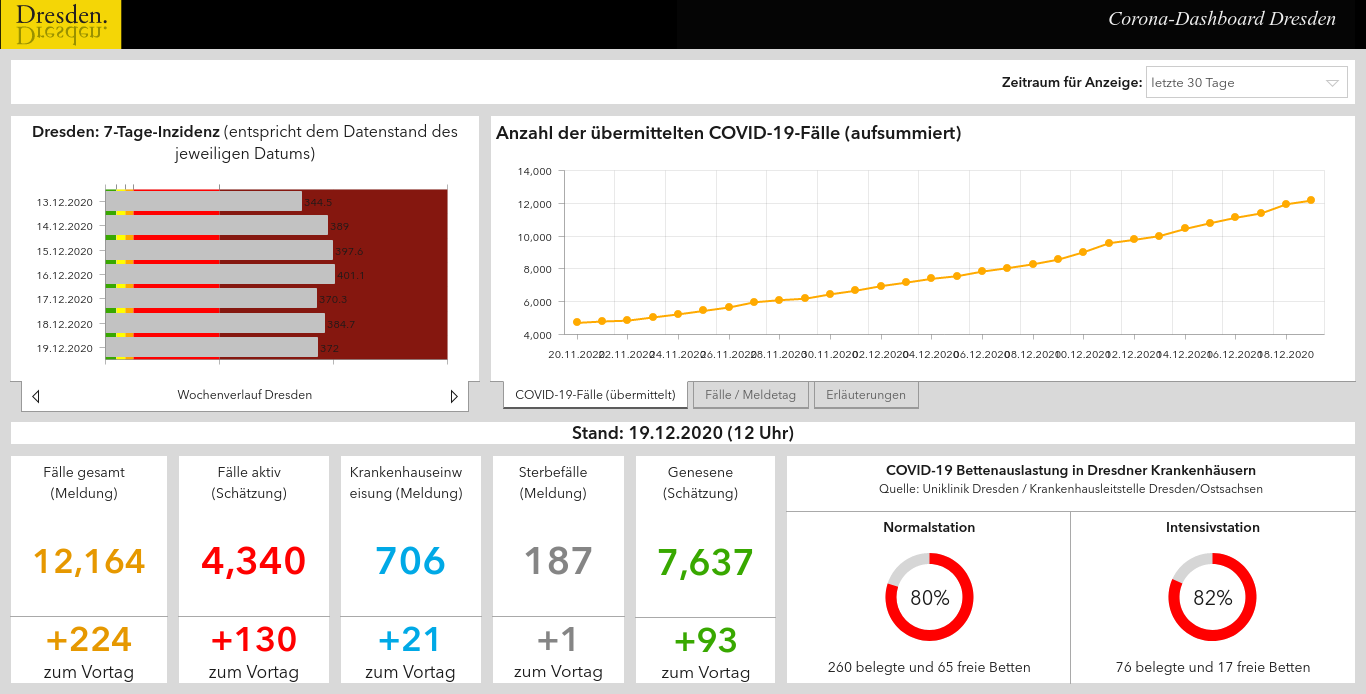 Dresden.
Corona-Dashboard Dresden
Zeitraum für Anzeige: letzte 30 Tage
Dresden: 7-Tage-Inzidenz (entspricht dem Datenstand des
jeweiligen Datums)
13.12.2020 344.5
14.12.2020 389
15.12.2020 397.6
16.12.2020 401.1
17.12.2020 370.3
18.12.2020 384.7
19.12.2020 372
Wochenverlauf Dresden
Anzahl der übermittelten COVID-19-Fälle (aufsummiert)
14,000
12,000
10,000
8,000
6,000
4,000
20.11.2020 22.11.2020 24.11.2020 26.11.2020 28.11.2020 30.11.2020 02.12.2020 04.12.2020 06.12.2020 08.12.2020 10.12.2020 12.12.2020 14.12.2020 16.12.2020 18.12.2020
COVID-19-Fälle (übermittelt) Fälle / Meldetag Erläuterungen
Stand: 19.12.2020 (12 Uhr)
Fälle gesamt
(Meldung)
12,164
+224
zum Vortag
Fälle aktiv
(Schätzung)
4,340
+130
zum Vortag
Krankenhauseinw
eisung (Meldung)
706
+21
zum Vortag
Sterbefälle
(Meldung)
187
+1
zum Vortag
Genesene
(Schätzung)
7,637
+93
zum Vortag
COVID-19 Bettenauslastung in Dresdner Krankenhäusern
Quelle: Uniklinik Dresden / Krankenhausleitstelle Dresden/Ostsachsen
Normalstation
80%
260 belegte und 65 freie Betten
Intensivstation
82%
76 belegte und 17 freie Betten